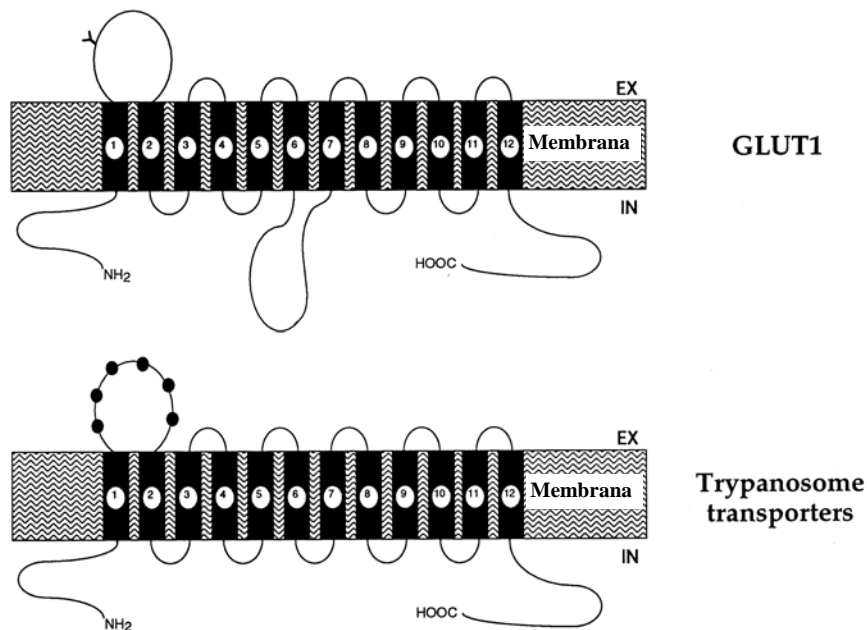 EX
1 2 3 4 5 6 7 8 9 10 11 12 Membrana
GLUT1
IN
NH2
HOOC
EX
1 2 3 4 5 6 7 8 9 10 11 12 Membrana
Trypanosome
transporters
IN
NH2
HOOC